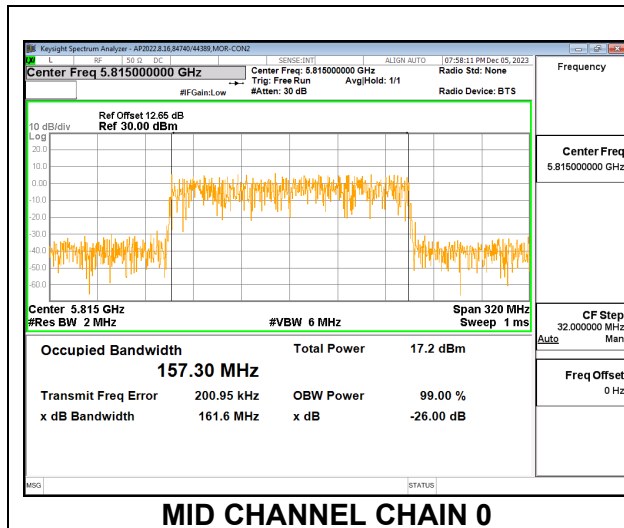 Keysight Spectrum Analyzer - AP2022.8.16,84740/44389,MOR-CON2
LXI L RF 50 Ω DC SENSE:INT ALIGN AUTO 07:58:11 PM Dec 05, 2023
Center Freq 5.815000000 GHz
Center Freq: 5.815000000 GHz
Radio Std: None
Trig: Free Run Avg|Hold: 1/1
#IFGain:Low #Atten: 30 dB Radio Device: BTS
Ref Offset 12.65 dB
10 dB/div Ref 30.00 dBm
Log
20.0
10.0
0.00
-10.0
-20.0
-30.0
-40.0
-50.0
-60.0
Center 5.815 GHz Span 320 MHz
#Res BW 2 MHz #VBW 6 MHz Sweep 1 ms
Occupied Bandwidth Total Power 17.2 dBm
157.30 MHz
Transmit Freq Error 200.95 kHz OBW Power 99.00 %
x dB Bandwidth 161.6 MHz x dB -26.00 dB
MSG STATUS
Frequency
Center Freq
5.815000000 GHz
CF Step
32.000000 MHz
Auto Man
Freq Offset
0 Hz
MID CHANNEL CHAIN 0